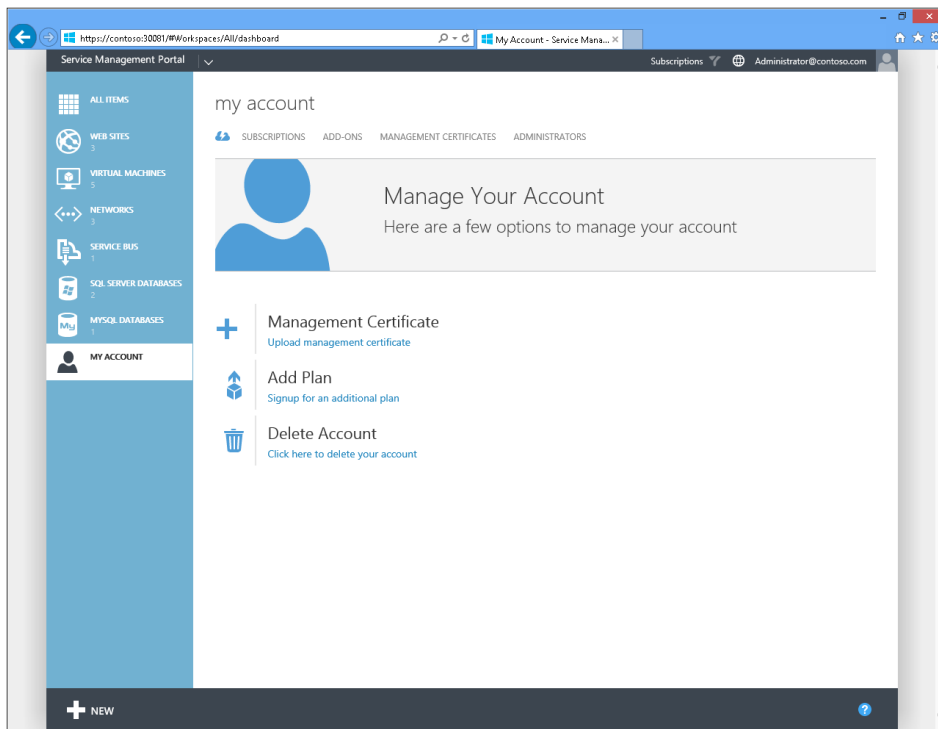 https://contoso:30081/#Workspaces/All/dashboard
My Account - Service Mana...
Service Management Portal
Subscriptions
Administrator@contoso.com
ALL ITEMS
WEB SITES
3
VIRTUAL MACHINES
5
NETWORKS
3
SERVICE BUS
1
SQL SERVER DATABASES
2
My
MYSQL DATABASES
1
MY ACCOUNT
my account
SUBSCRIPTIONS ADD-ONS MANAGEMENT CERTIFICATES ADMINISTRATORS
Manage Your Account
Here are a few options to manage your account
Management Certificate
Upload management certificate
Add Plan
Signup for an additional plan
Delete Account
Click here to delete your account
NEW
?